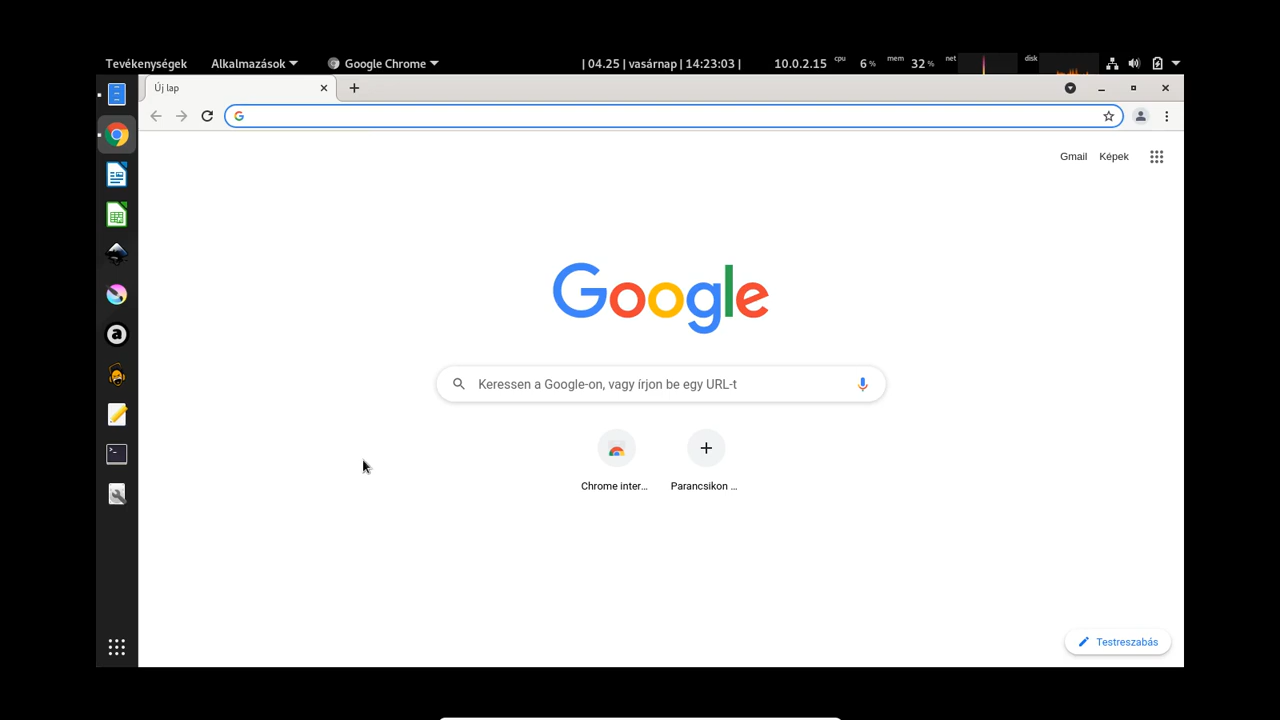 Tevékenységek Alkalmazások Google Chrome | 04.25 | vasárnap | 14:23:03 | 10.0.2.15 cpu 6 % mem 32 % net disk
Új lap
Gmail Képek
Google
Keressen a Google-on, vagy írjon be egy URL-t
Chrome inter... Parancsikon ...
Testreszabás